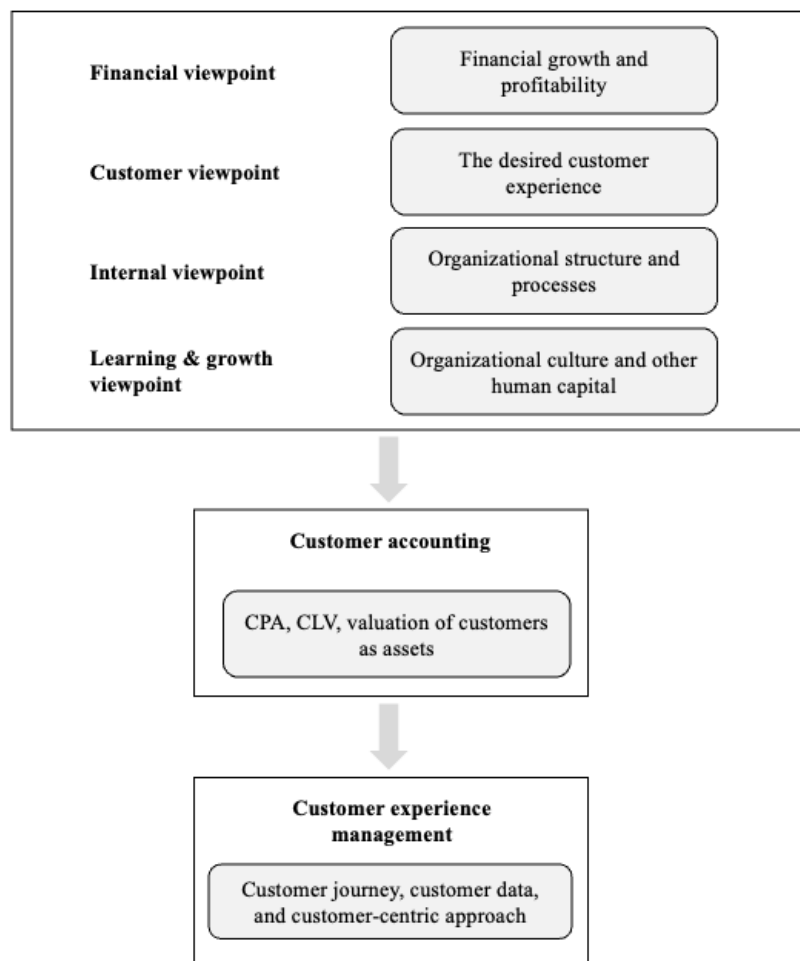 Financial viewpoint
Financial growth and
profitability
Customer viewpoint
The desired customer
experience
Internal viewpoint
Organizational structure and
processes
Learning & growth
viewpoint
Organizational culture and other
human capital
Customer accounting
CPA, CLV, valuation of customers
as assets
Customer experience
management
Customer journey, customer data,
and customer-centric approach